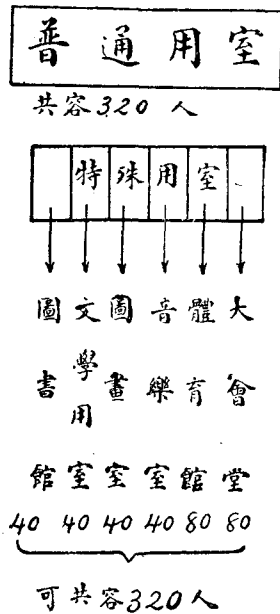 普通用室
共容320人
特殊用室
圖書館
文學用室
圖畫室
音樂室
體育館
大會堂
40 40 40 40 80 80
可共容320人